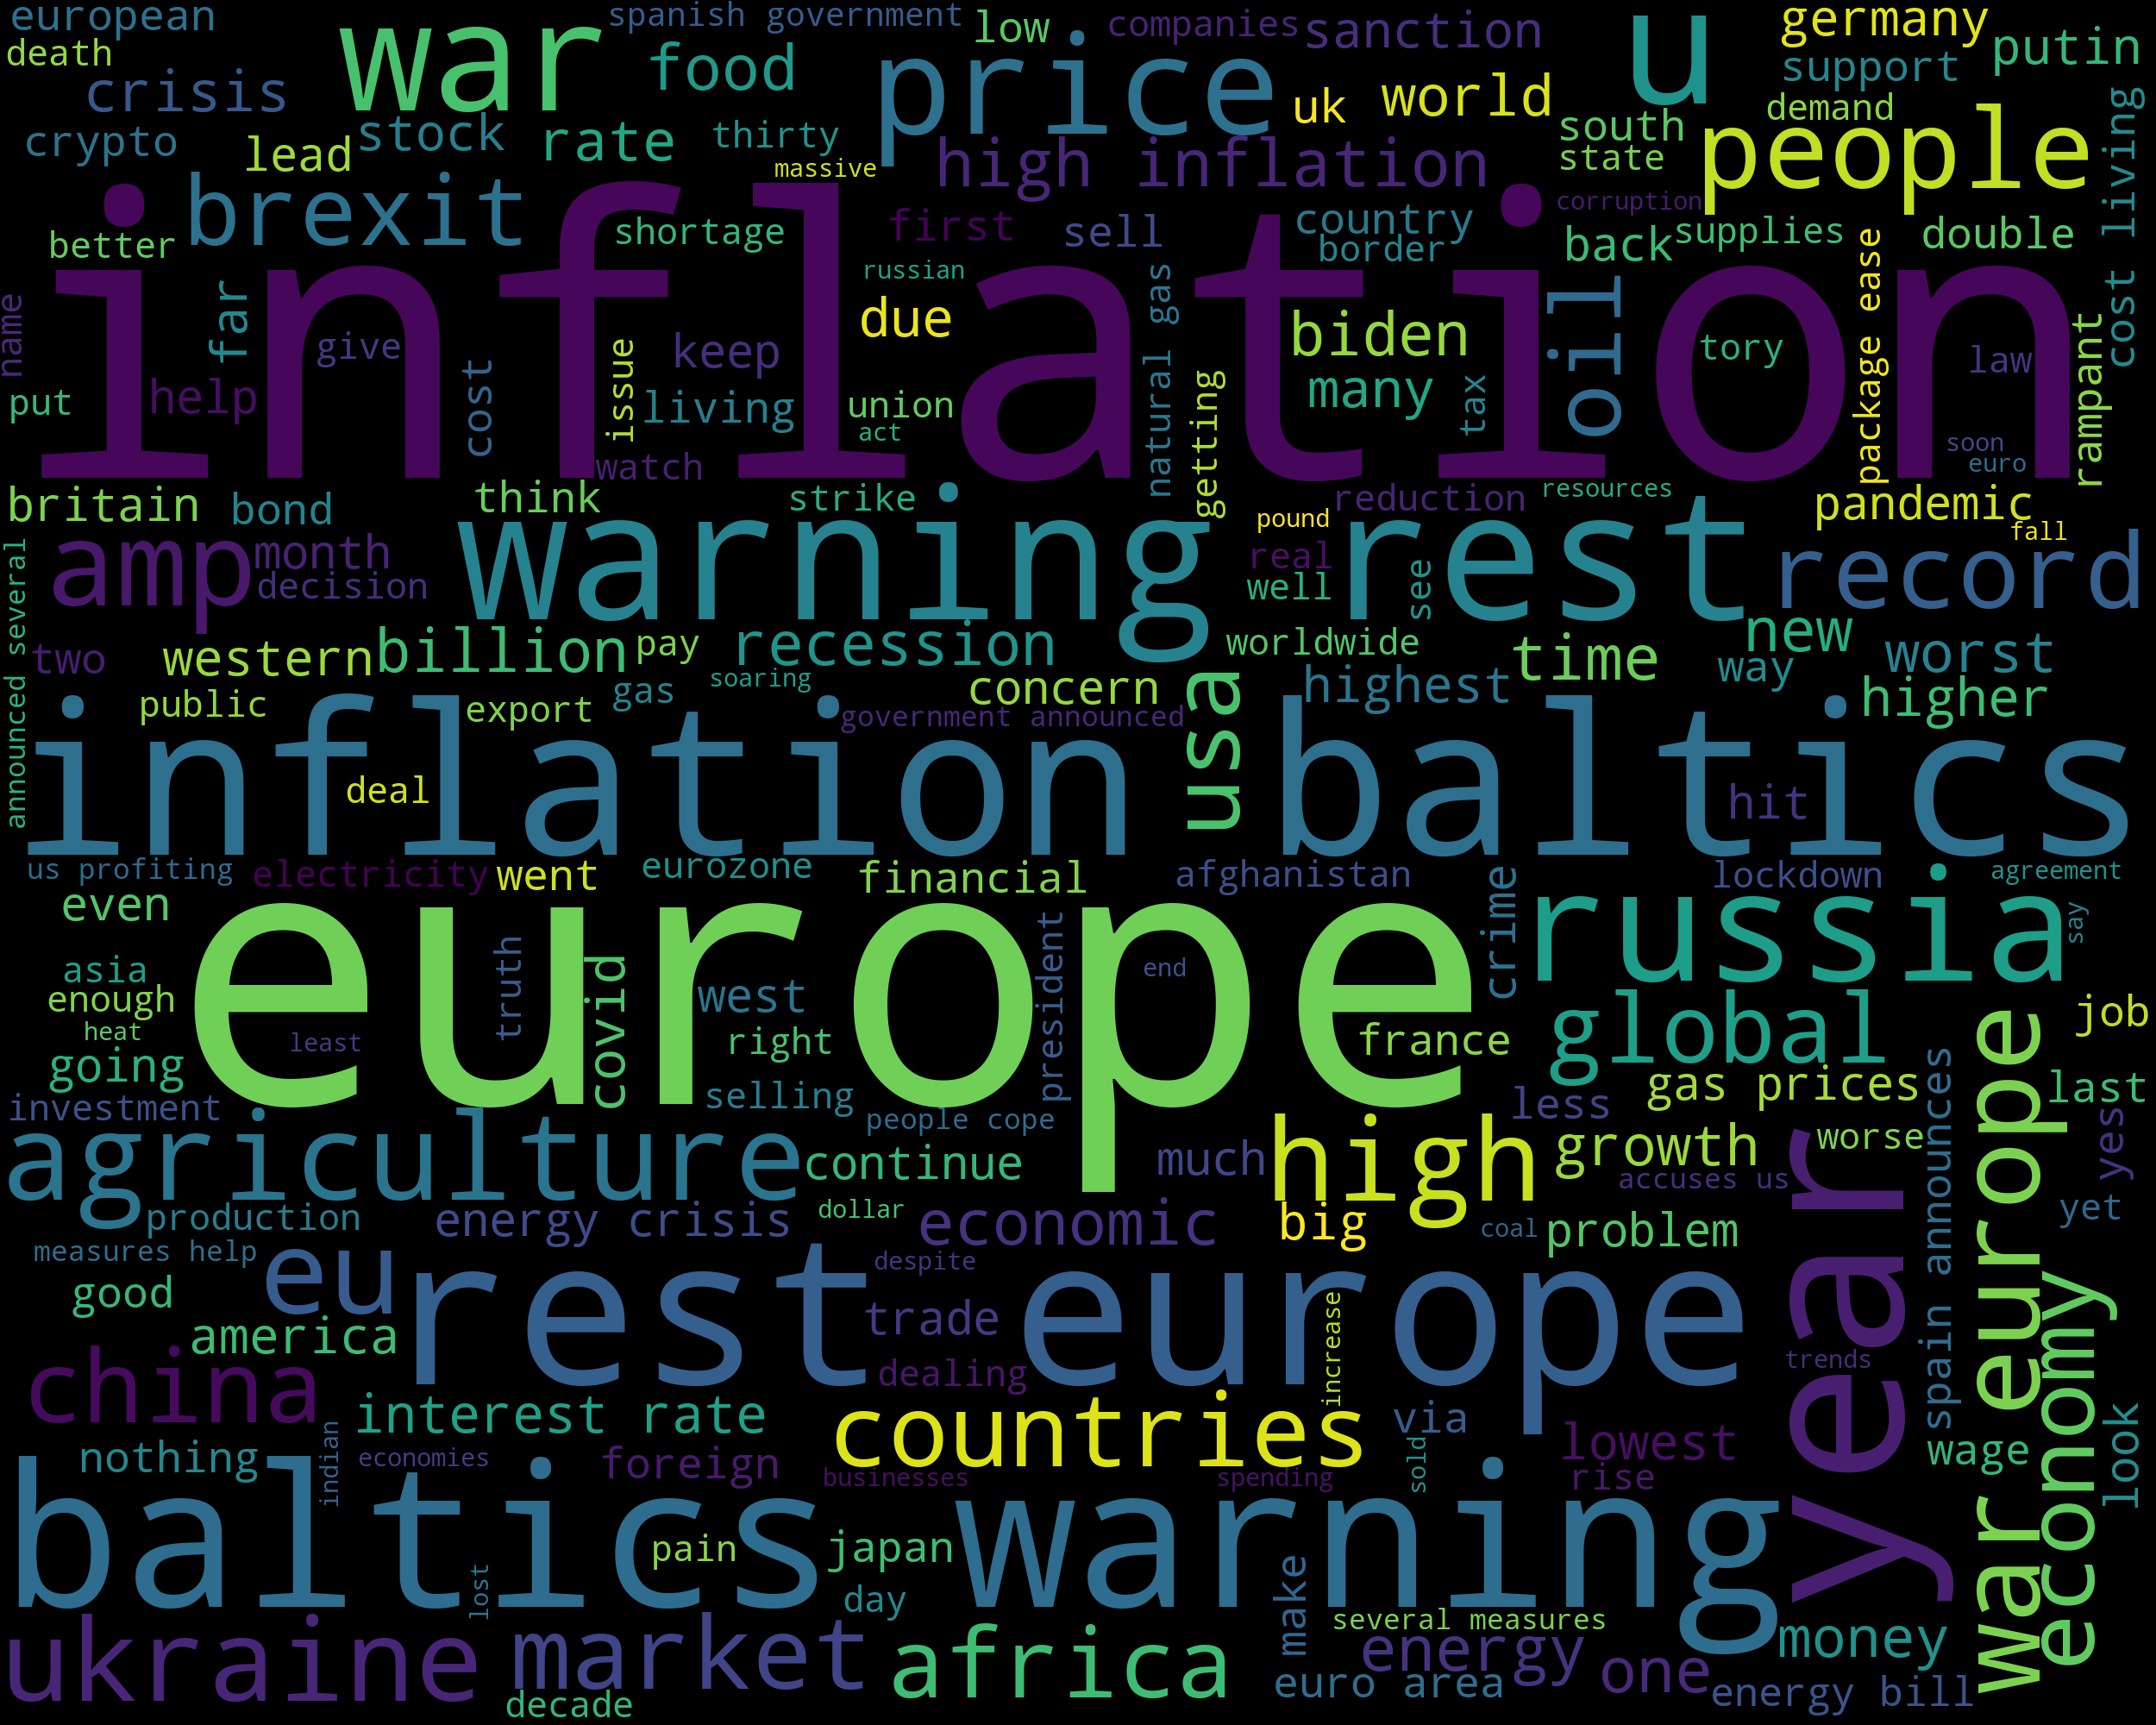 european
spanish government
low
companies
sanction
germany
putin
death
war
food
price
u
support
crisis
uk
world
demand
crypto
lead
stock
rate
thirty
massive
high inflation
south
state
people
cost living
brexit
better
shortage
first
sell
country
border
corruption
back
supplies
double
inflation
name
far
give
russian
due
natural gas
biden
oil
tory
package ease
law
rampant
put
help
cost
issue
keep
living
union
act
getting
many
tax
soon
euro
watch
britain
bond
think
strike
reduction
resources
pandemic
warning
pound
rest
fall
amp
month
decision
real
well
see
record
announced several
two
western
billion
pay
recession
worldwide
time
new
way
worst
public
export
gas
soaring
concern
usa
highest
higher
government announced
inflation baltics
deal
hit
us profiting
electricity
went
eurozone
financial
afghanistan
crime
lockdown
agreement
even
europe
russia
say
asia
enough
heat
least
truth
covid
west
president
end
going
right
france
global
job
investment
selling
people cope
less
gas prices
last
agriculture
continue
much
high
growth
worse
spain announces
yes
production
energy crisis
dollar
economic
big
coal
accuses us
problem
yet
measures help
good
eu
rest europe
despite
war europe
america
trade
increase
year
economy
china
dealing
trends
interest rate
countries
via
lowest
look
nothing
indian
economies
foreign
businesses
spending
sold
rise
wage
baltics warning
pain
japan
lost
day
make
several measures
ukraine
market
africa
energy
one
money
decade
euro area
energy bill